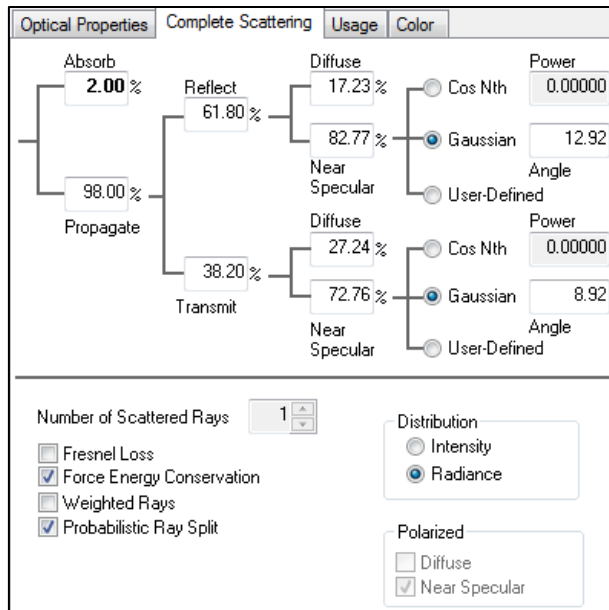 Optical Properties Complete Scattering Usage Color
Absorb Diffuse Power
2.00 % Reflect 17.23 % Cos Nth 0.00000
61.80 %
82.77 % Gaussian 12.92
Near Specular Angle
98.00 % User-Defined
Propagate Diffuse Power
27.24 % Cos Nth 0.00000
38.20 %
Transmit 72.76 % Gaussian 8.92
Near Specular Angle
User-Defined
Number of Scattered Rays 1
Fresnel Loss
Force Energy Conservation
Weighted Rays
Probabilistic Ray Split
Distribution
Intensity
Radiance
Polarized
Diffuse
Near Specular